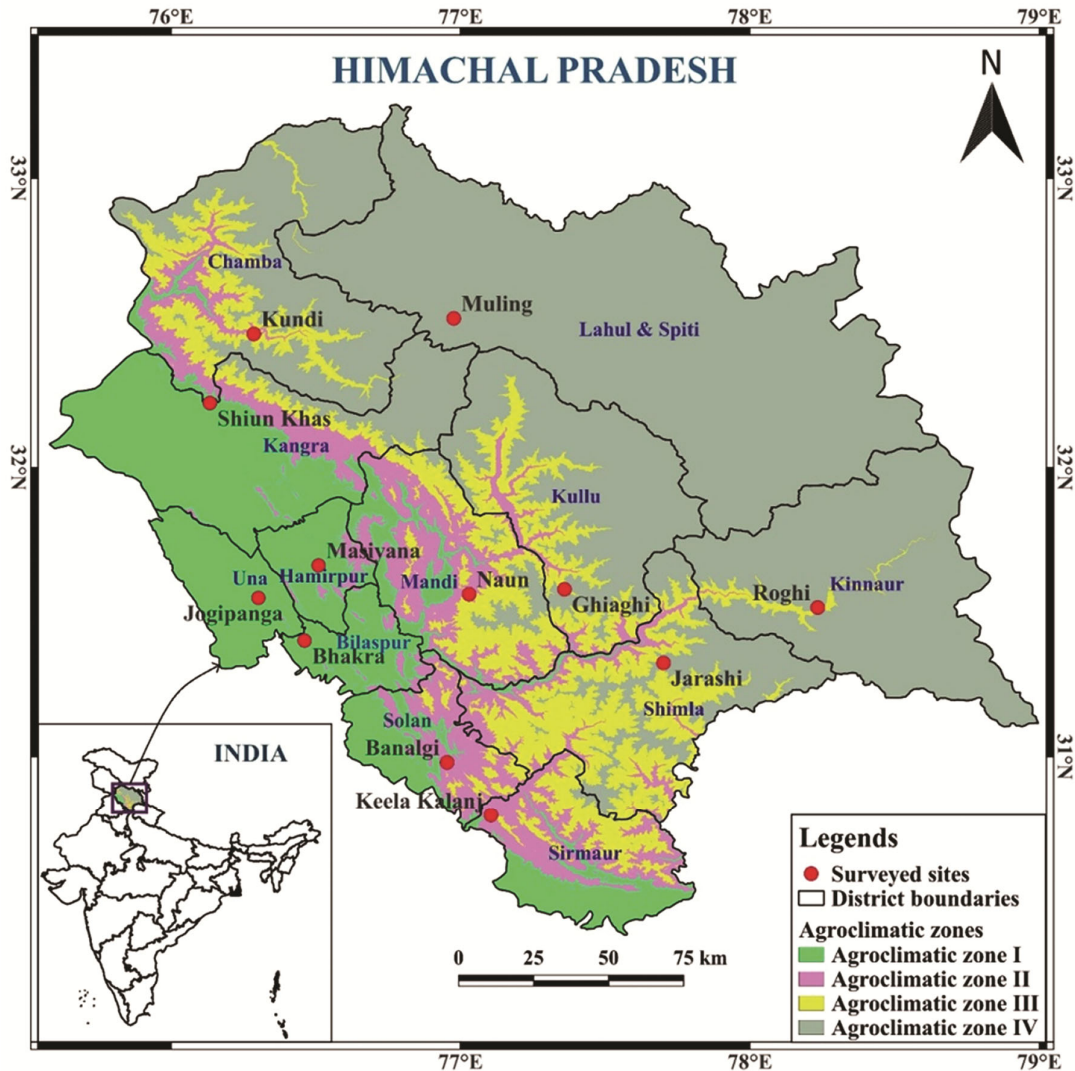 76°E 77°E 78°E 79°E
HIMACHAL PRADESH
N
33°N 33°N
Chamba
Muling
Kundi
Lahul & Spiti
Shiun Khas
Kangra
32°N 32°N
Kullu
Masiyana
Una Hamirpur Mandi Naun
Ghiaghi
Roghi Kinnaur
Jogipanga
Bilaspur
Bhakra
Jarashi
Shimla
Solan
Banalgi
31°N 31°N
INDIA
Keela Kalanj
Sirmaur
Legends
Surveyed sites
District boundaries
Agroclimatic zones
Agroclimatic zone I
Agroclimatic zone II
Agroclimatic zone III
Agroclimatic zone IV
0 25 50 75 km
77°E 78°E 79°E